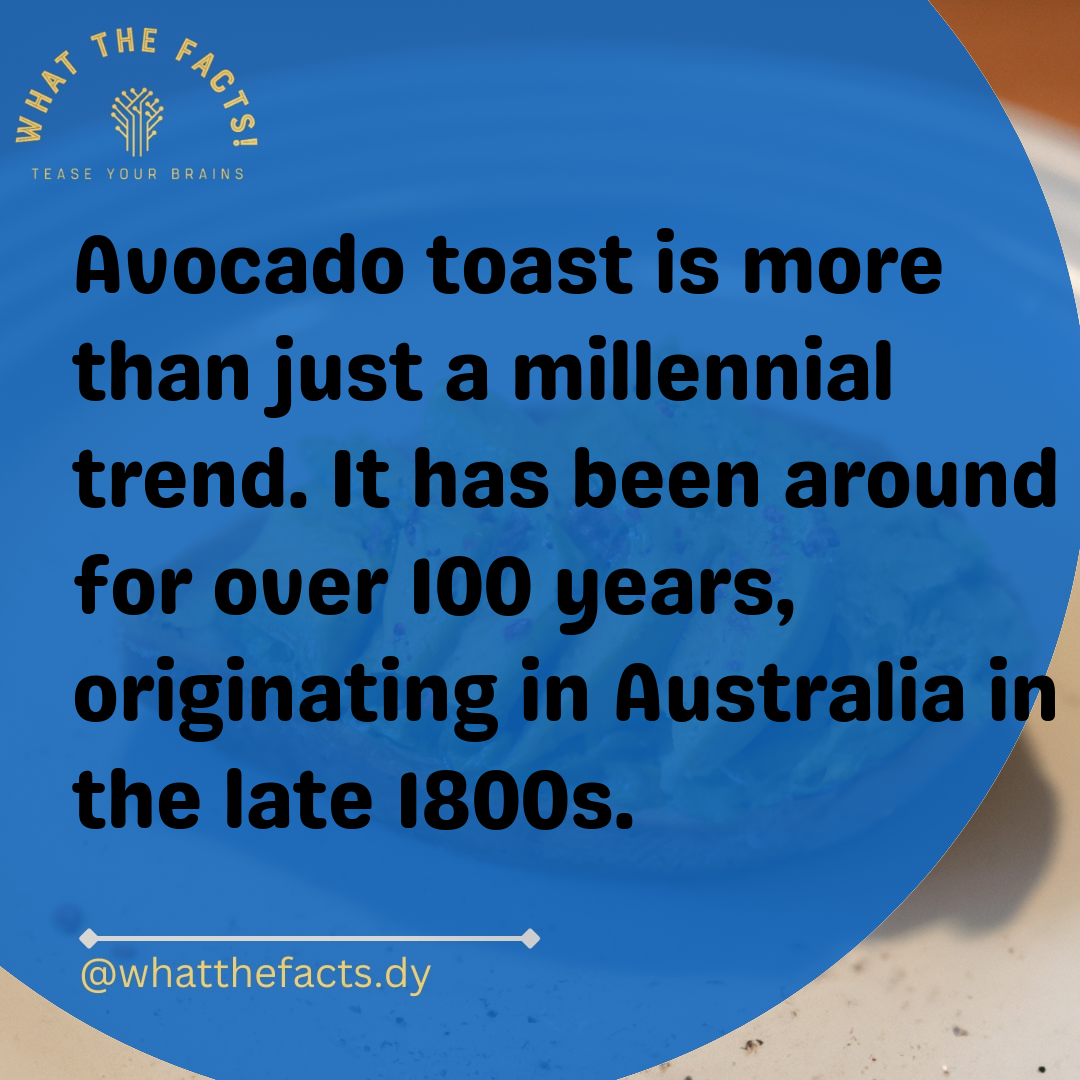 WHAT THE FACTS!
TEASE YOUR BRAINS
Avocado toast is more
than just a millennial
trend. It has been around
for over 100 years,
originating in Australia in
the late 1800s.
@whatthefacts.dy